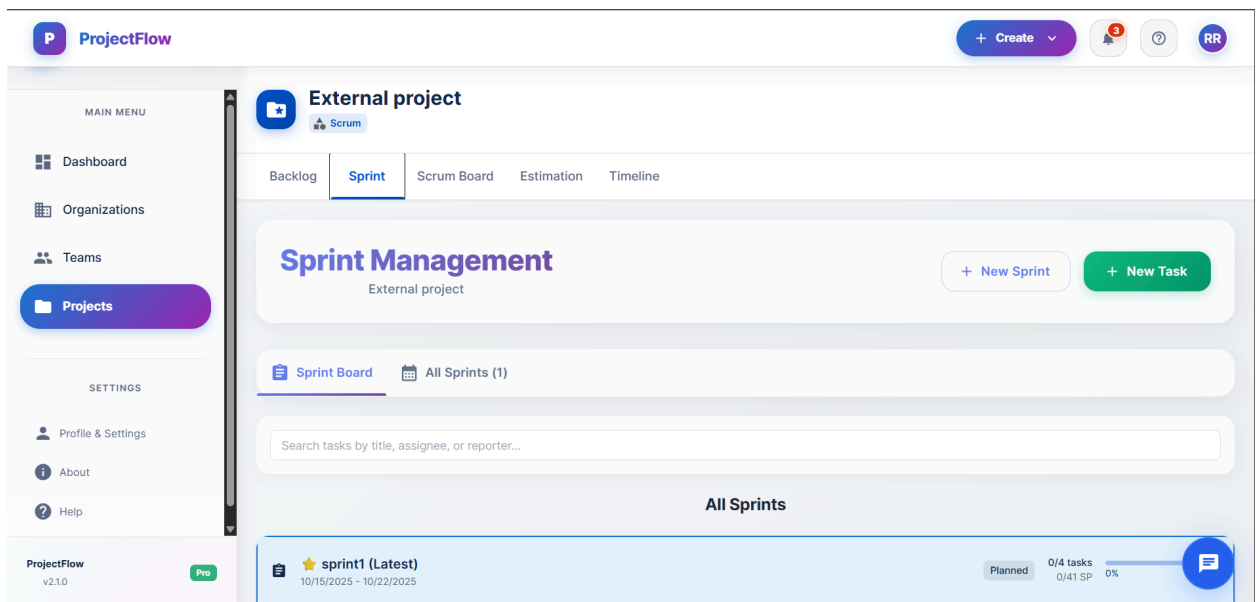 P ProjectFlow
+ Create
3
RR
MAIN MENU
Dashboard
Organizations
Teams
Projects
SETTINGS
Profile & Settings
About
Help
ProjectFlow
v2.1.0
Pro
External project
Scrum
Backlog Sprint Scrum Board Estimation Timeline
Sprint Management
External project
+ New Sprint
+ New Task
Sprint Board All Sprints (1)
Search tasks by title, assignee, or reporter...
All Sprints
sprint1 (Latest)
10/15/2025 - 10/22/2025
Planned
0/4 tasks
0/41 SP
0%